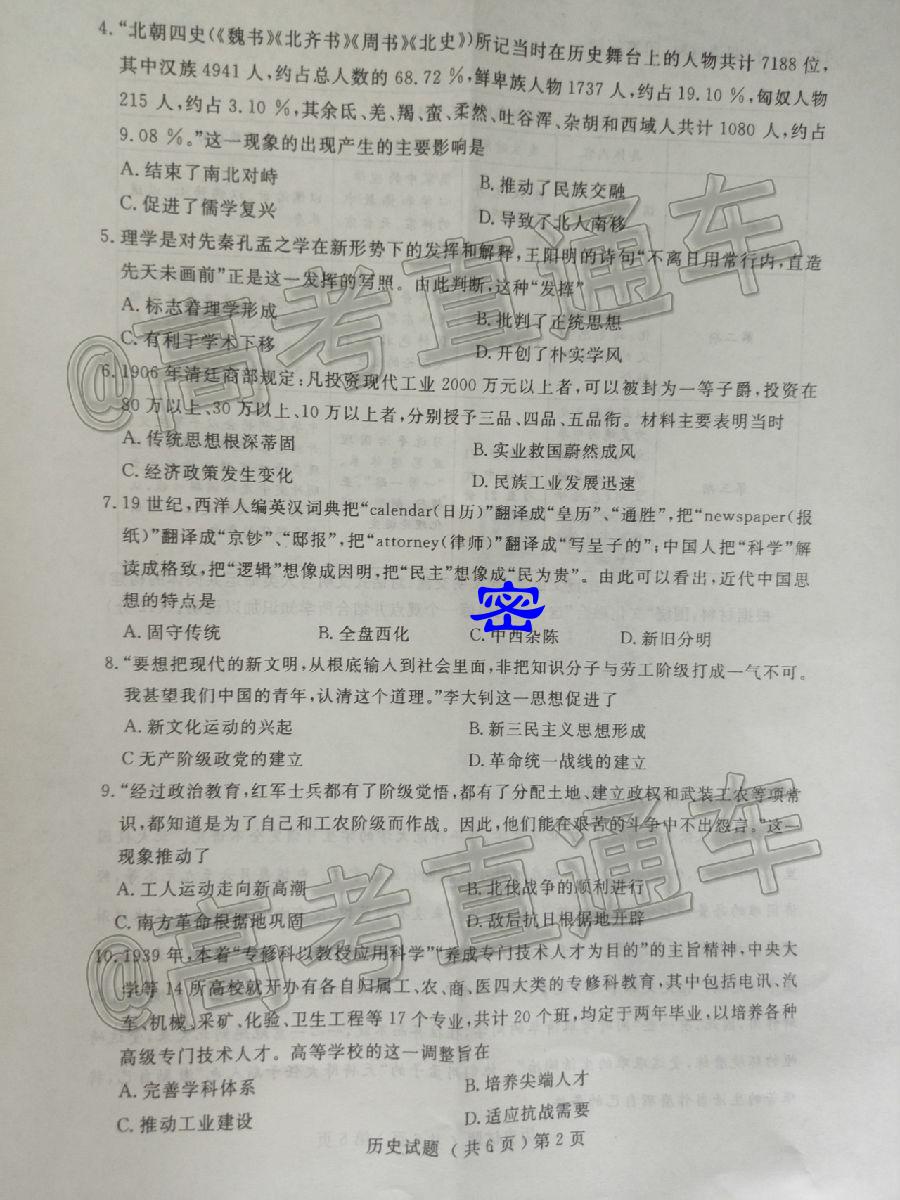 4.“北朝四史(《魏书》《北齐书》《周书》《北史》)所记当时在历史舞台上的人物共计 7188 位,
其中汉族 4941 人,约占总人数的 68.72 %,鲜卑族人物 1737 人,约占 19.10 %,匈奴人物
215 人,约占 3.10 %,其余氐、羌、羯、蛮、柔然、吐谷浑、杂胡和西域人共计 1080 人,约占
9.08 %。”这一现象的出现产生的主要影响是
A. 结束了南北对峙 B. 推动了民族交融
C. 促进了儒学复兴 D. 导致了北人南移
5. 理学是对先秦孔孟之学在新形势下的发挥和解释,王阳明的诗句“不离日用常行内,直造
先天未画前”正是这一发挥的写照。由此判断,这种“发挥”
A. 标志着理学形成 B. 批判了正统思想
C. 有利于学术下移 D. 开创了朴实学风
6. 1906 年清廷商部规定:凡投资现代工业 2000 万元以上者,可以被封为一等子爵,投资在
80 万以上、30 万以上、10 万以上者,分别授予三品、四品、五品衔。材料主要表明当时
A. 传统思想根深蒂固 B. 实业救国蔚然成风
C. 经济政策发生变化 D. 民族工业发展迅速
7. 19 世纪,西洋人编英汉词典把“calendar(日历)”翻译成“皇历”、“通胜”,把“newspaper(报
纸)”翻译成“京钞”、“邸报”,把“attorney(律师)”翻译成“写呈子的”;中国人把“科学”解
读成格致,把“逻辑”想像成因明,把“民主”想像成“民为贵”。由此可以看出,近代中国思
想的特点是
密
A. 固守传统 B. 全盘西化 C. 中西杂陈 D. 新旧分明
8.“要想把现代的新文明,从根底输入到社会里面,非把知识分子与劳工阶级打成一气不可。
我甚望我们中国的青年,认清这个道理。”李大钊这一思想促进了
A. 新文化运动的兴起 B. 新三民主义思想形成
C 无产阶级政党的建立 D. 革命统一战线的建立
9.“经过政治教育,红军士兵都有了阶级觉悟,都有了分配土地、建立政权和武装工农等项常
识,都知道是为了自己和工农阶级而作战。因此,他们能在艰苦的斗争中不出怨言。”这一
现象推动了
A. 工人运动走向新高潮 B. 北伐战争的顺利进行
C. 南方革命根据地巩固 D. 敌后抗日根据地开辟
10. 1939 年,本着“专修科以教授应用科学”“养成专门技术人才为目的”的主旨精神,中央大
学等 14 所高校就开办有各自归属工、农、商、医四大类的专修科教育,其中包括电讯、汽
车、机械、采矿、化验、卫生工程等 17 个专业,共计 20 个班,均定于两年毕业,以培养各种
高级专门技术人才。高等学校的这一调整旨在
A. 完善学科体系 B. 培养尖端人才
C. 推动工业建设 D. 适应抗战需要
历史试题 (共 6 页) 第 2 页
@高考直通车
@高考直通车